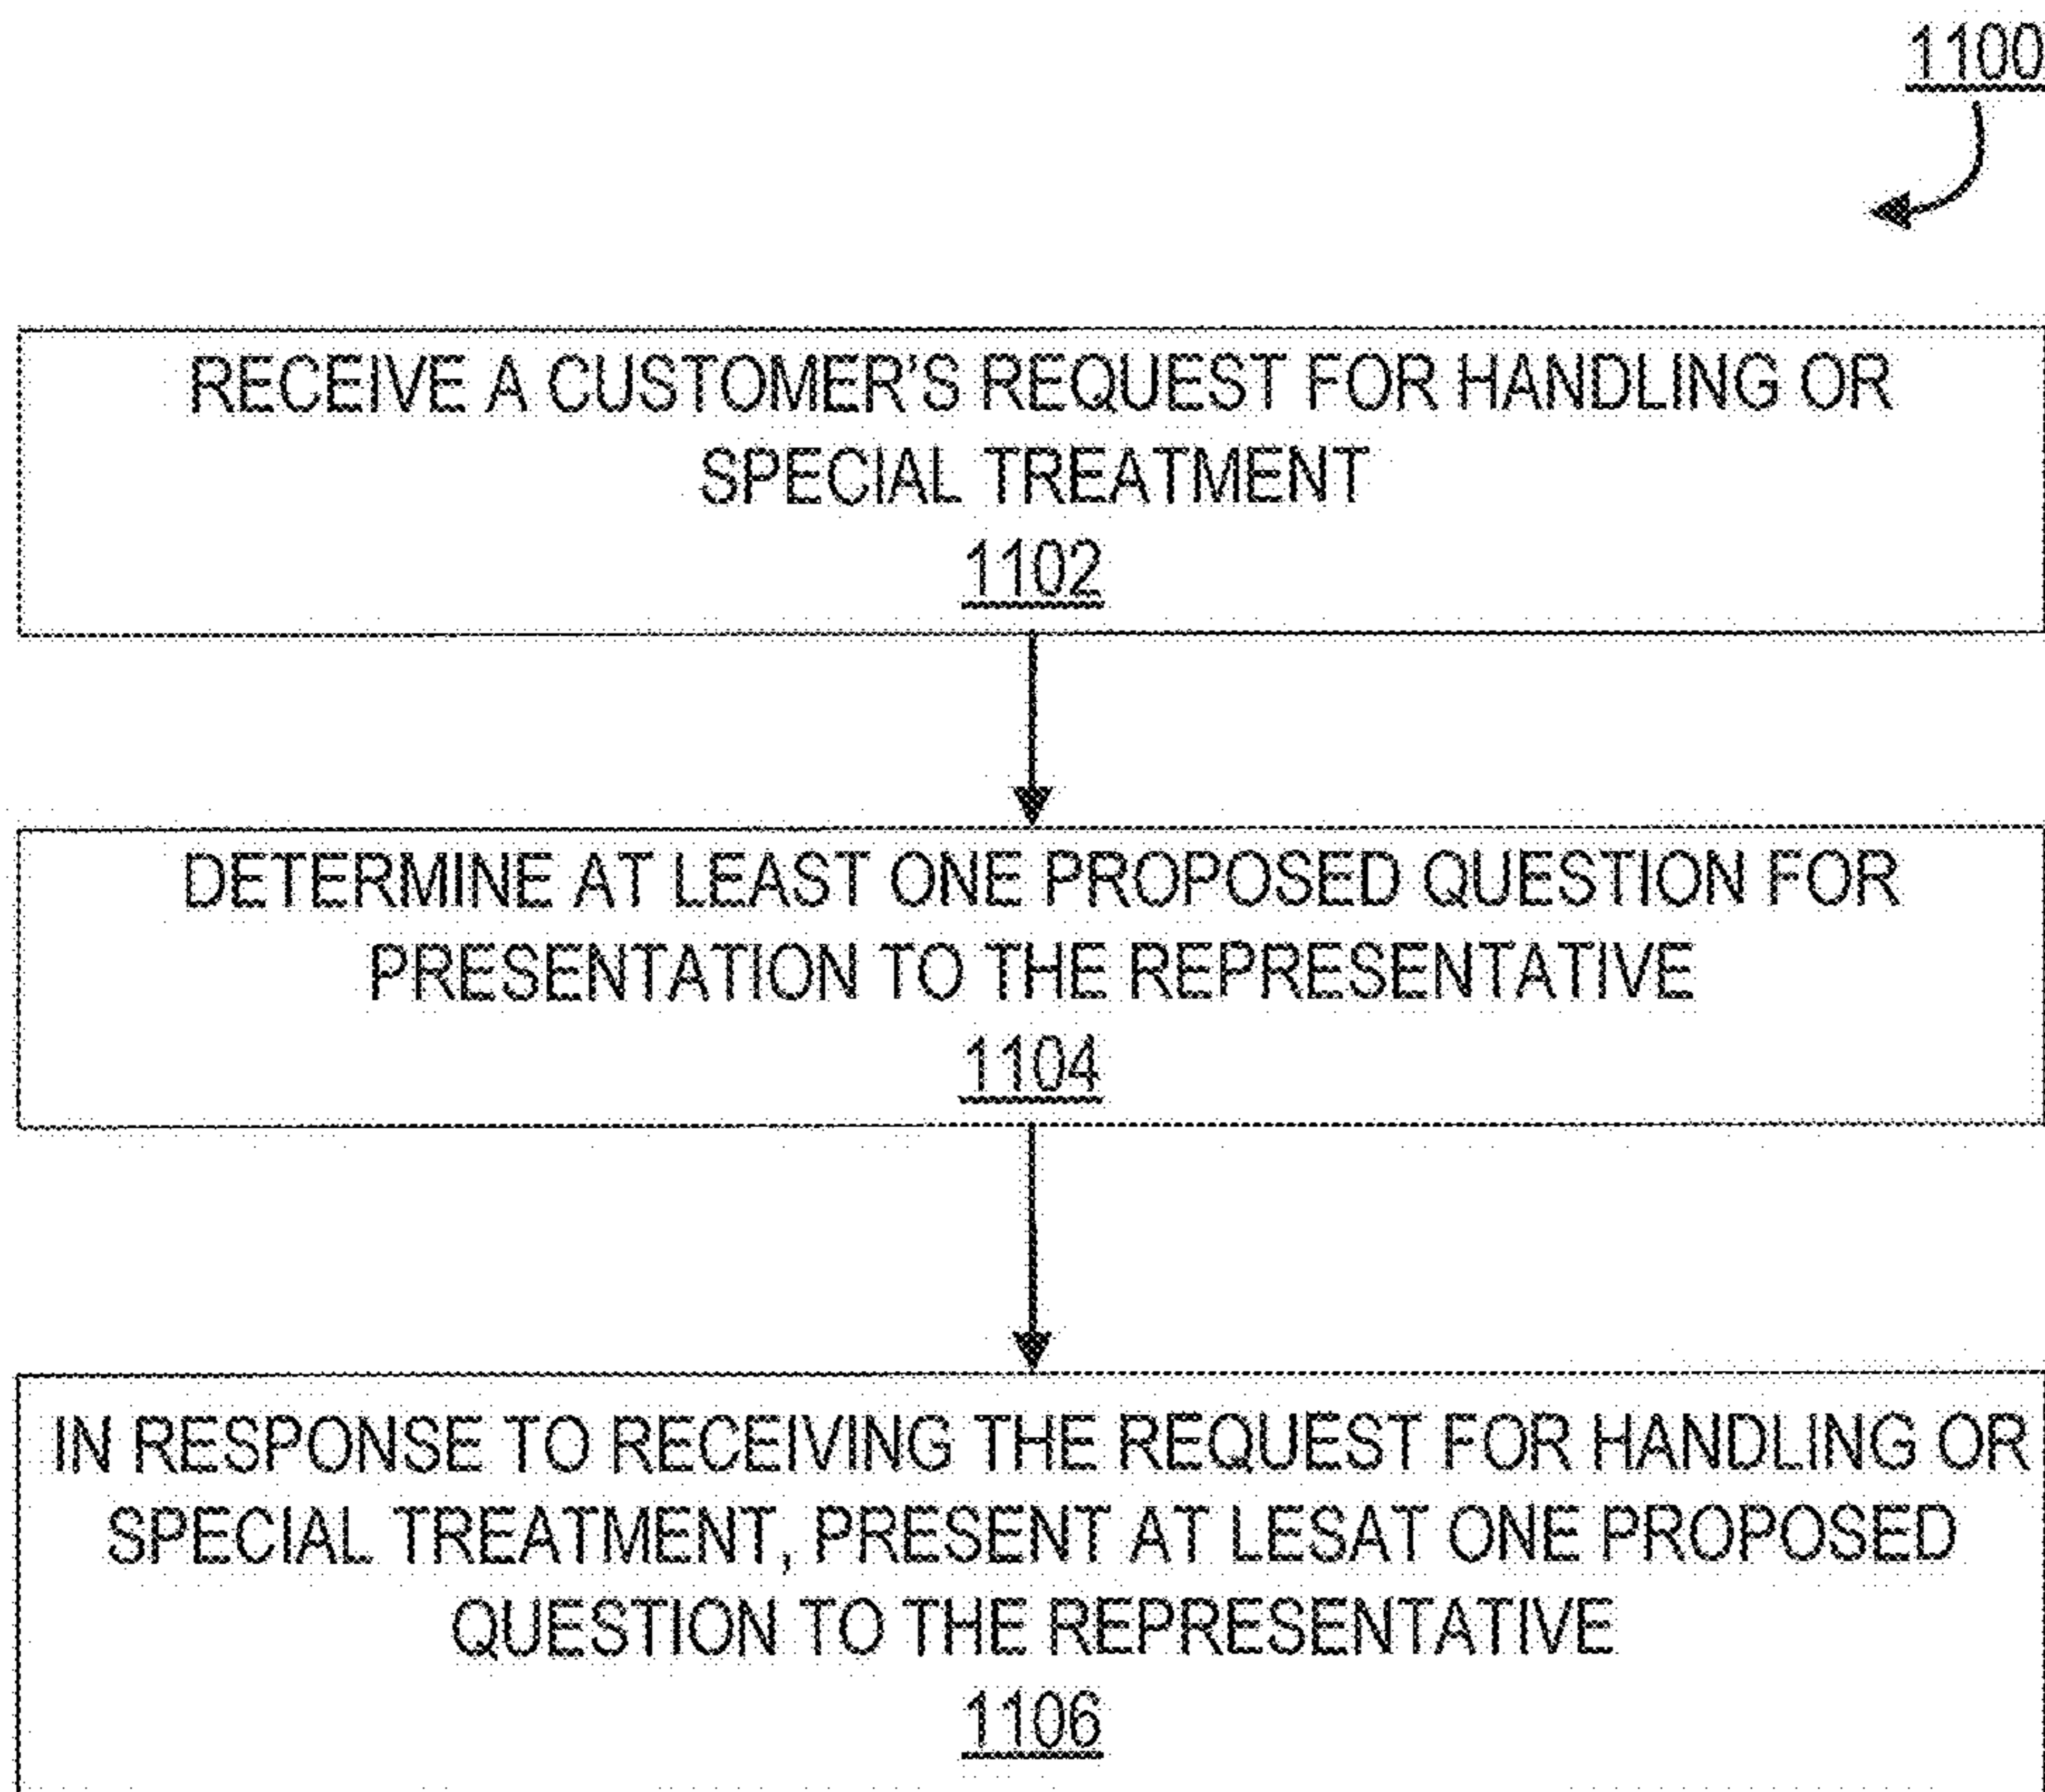 1100
RECEIVE A CUSTOMER'S REQUEST FOR HANDLING OR
SPECIAL TREATMENT
1102
DETERMINE AT LEAST ONE PROPOSED QUESTION FOR
PRESENTATION TO THE REPRESENTATIVE
1104
IN RESPONSE TO RECEIVING THE REQUEST FOR HANDLING OR
SPECIAL TREATMENT, PRESENT AT LESAT ONE PROPOSED
QUESTION TO THE REPRESENTATIVE
1106